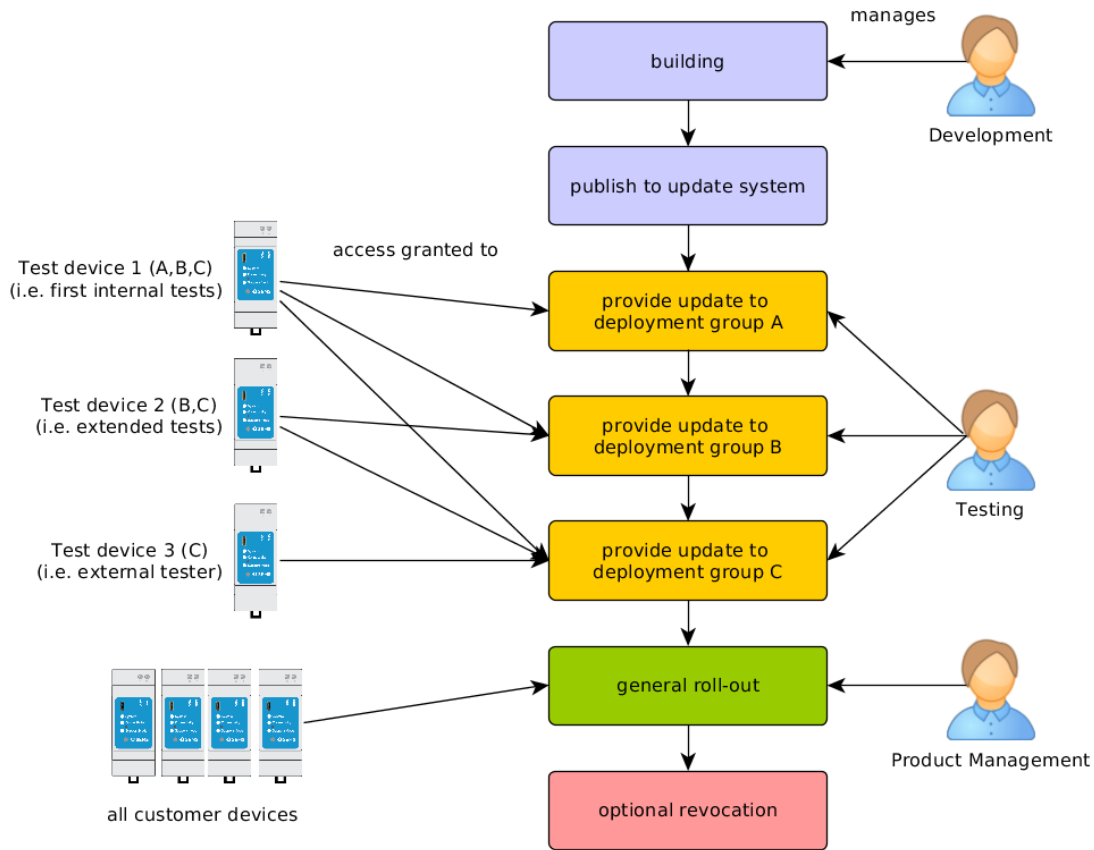 manages
building
Development
publish to update system
access granted to
Test device 1 (A,B,C)
(i.e. first internal tests)
provide update to
deployment group A
Test device 2 (B,C)
(i.e. extended tests)
provide update to
deployment group B
Testing
Test device 3 (C)
(i.e. external tester)
provide update to
deployment group C
general roll-out
Product Management
all customer devices
optional revocation